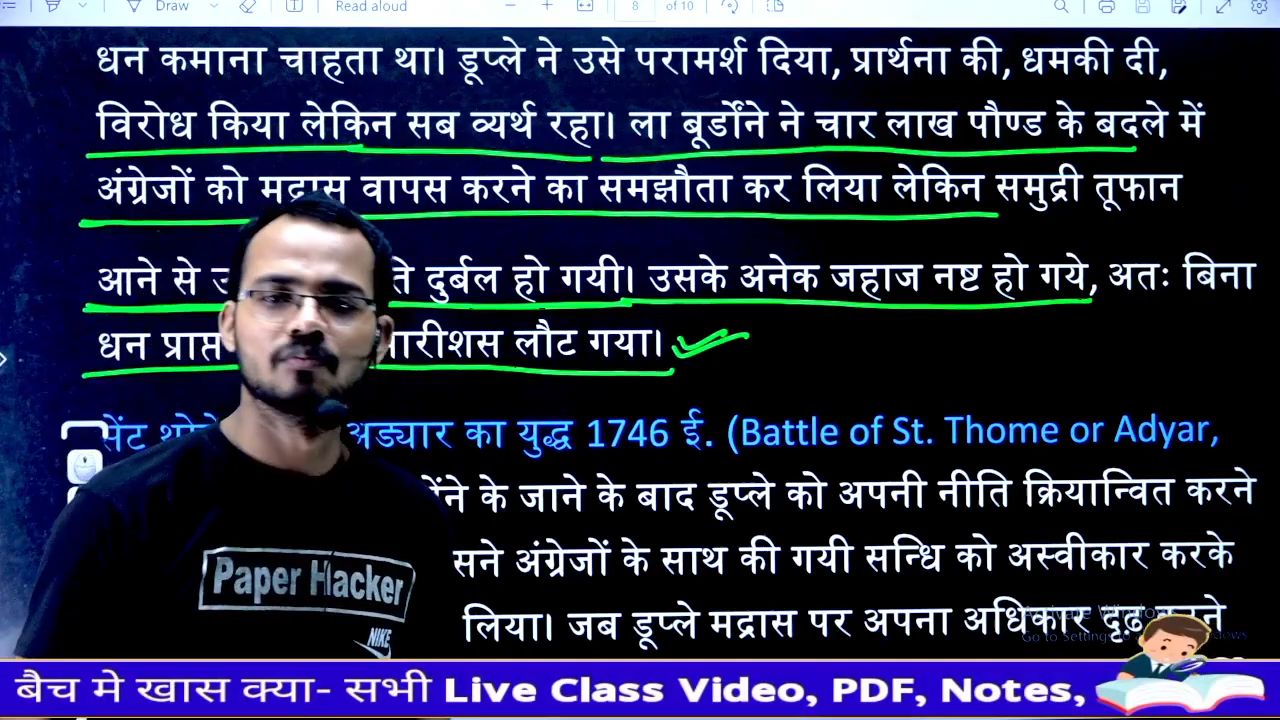 Draw
Read aloud
8
of 10
धन कमाना चाहता था। डूप्ले ने उसे परामर्श दिया, प्रार्थना की, धमकी दी,
विरोध किया लेकिन सब व्यर्थ रहा। ला बूर्डोंने ने चार लाख पौण्ड के बदले में
अंग्रेजों को मद्रास वापस करने का समझौता कर लिया लेकिन समुद्री तूफान
आने से दुर्बल हो गयी। उसके अनेक जहाज नष्ट हो गये, अतः बिना
धन प्राप्त लौट गया।
अड्यार का युद्ध 1746 ई. (Battle of St. Thome or Adyar,
के जाने के बाद डूप्ले को अपनी नीति क्रियान्वित करने
अंग्रेजों के साथ की गयी सन्धि को अस्वीकार करके
लिया। जब डूप्ले मद्रास पर अपना अधिकार दृढ़ करने
Paper Hacker
NIKE
बैच मे खास क्या- सभी Live Class Video, PDF, Notes,